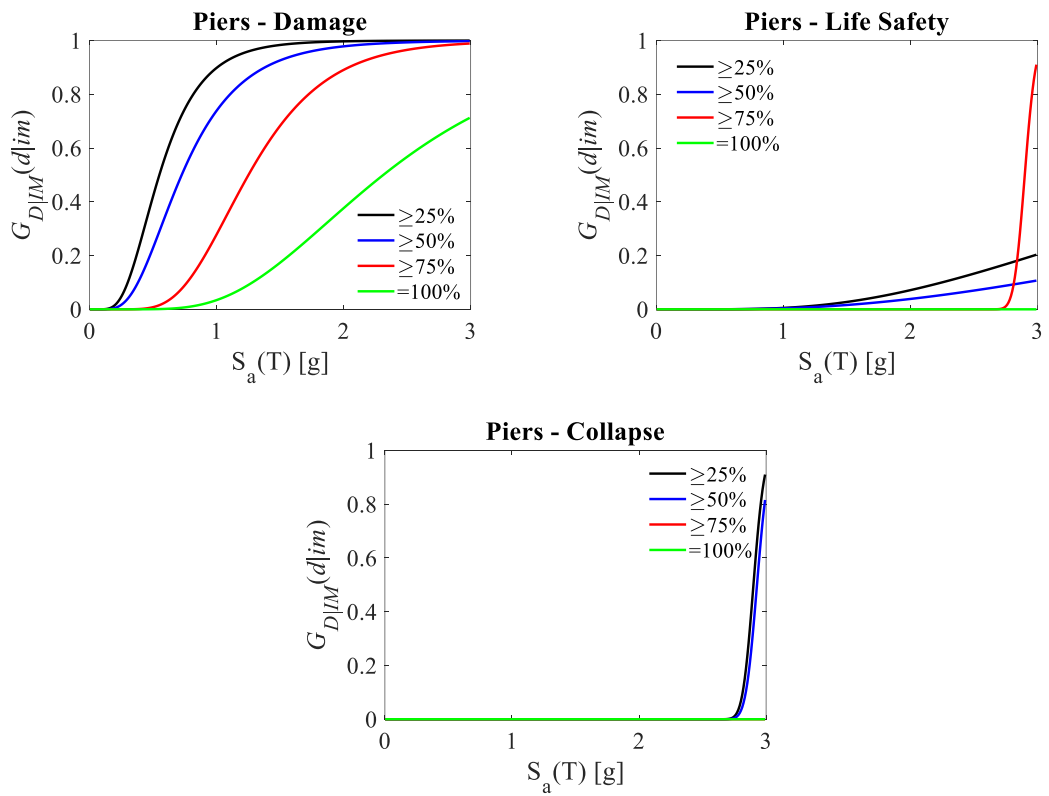 Piers - Damage
1
0.8
0.6
0.4
0.2
0
G_{D|IM}(d|im)
≥25%
≥50%
≥75%
=100%
0 1 2 3
S_a(T) [g]
Piers - Life Safety
1
0.8
0.6
0.4
0.2
0
G_{D|IM}(d|im)
≥25%
≥50%
≥75%
=100%
0 1 2 3
S_a(T) [g]
Piers - Collapse
1
0.8
0.6
0.4
0.2
0
G_{D|IM}(d|im)
≥25%
≥50%
≥75%
=100%
0 1 2 3
S_a(T) [g]